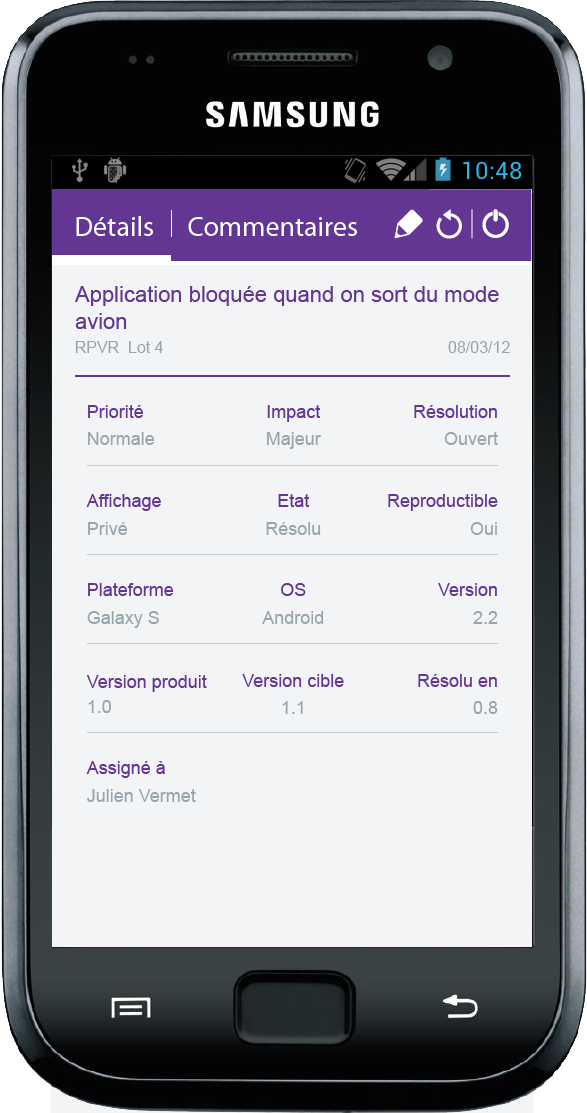 SAMSUNG
10:48
Détails Commentaires
Application bloquée quand on sort du mode
avion
RPVR Lot 4 08/03/12
Priorité Impact Résolution
Normale Majeur Ouvert
Affichage Etat Reproductible
Privé Résolu Oui
Plateforme OS Version
Galaxy S Android 2.2
Version produit Version cible Résolu en
1.0 1.1 0.8
Assigné à
Julien Vermet